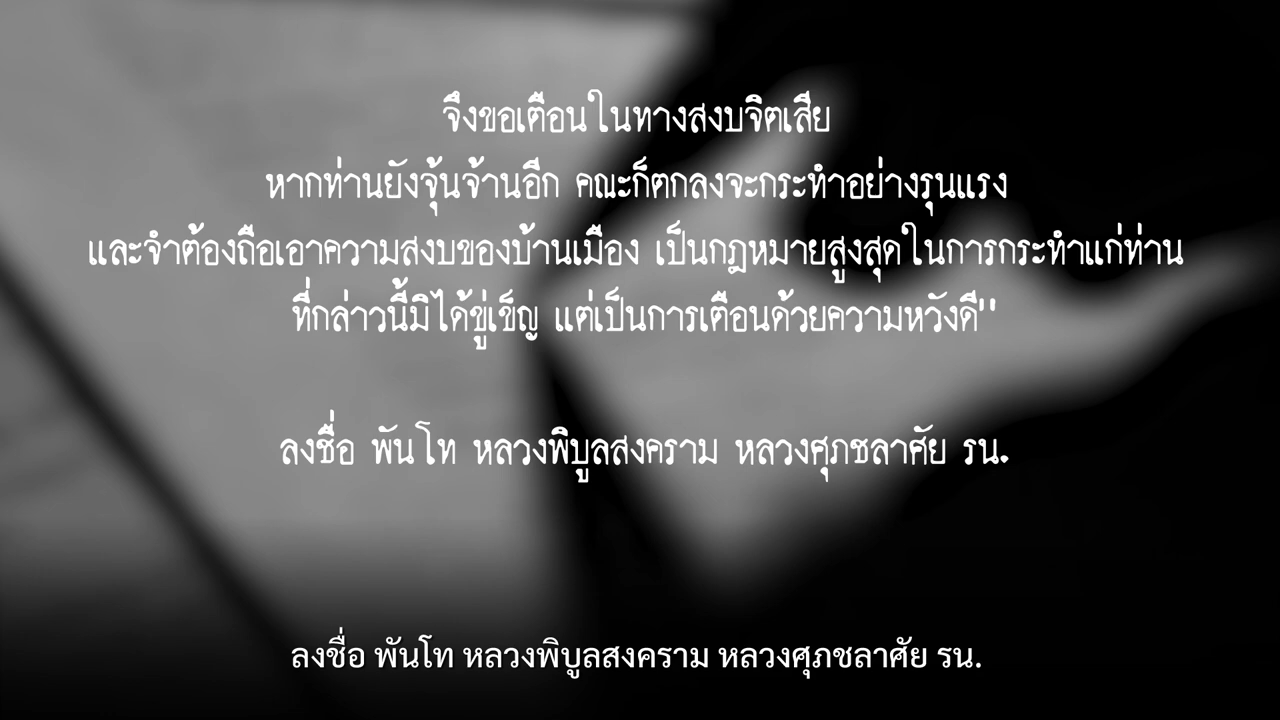 จึงขอเตือนในทางสงบจิตเสีย
หากท่านยังจุ้นจ้านอีก คณะก็ตกลงจะกระทำอย่างรุนแรง
และจำต้องถือเอาความสงบของบ้านเมือง เป็นกฎหมายสูงสุดในการกระทำแก่ท่าน
ที่กล่าวนี้มิได้ขู่เข็ญ แต่เป็นการเตือนด้วยความหวังดี"
ลงชื่อ พันโท หลวงพิบูลสงคราม หลวงศุภชลาศัย รน.
ลงชื่อ พันโท หลวงพิบูลสงคราม หลวงศุภชลาศัย รน.